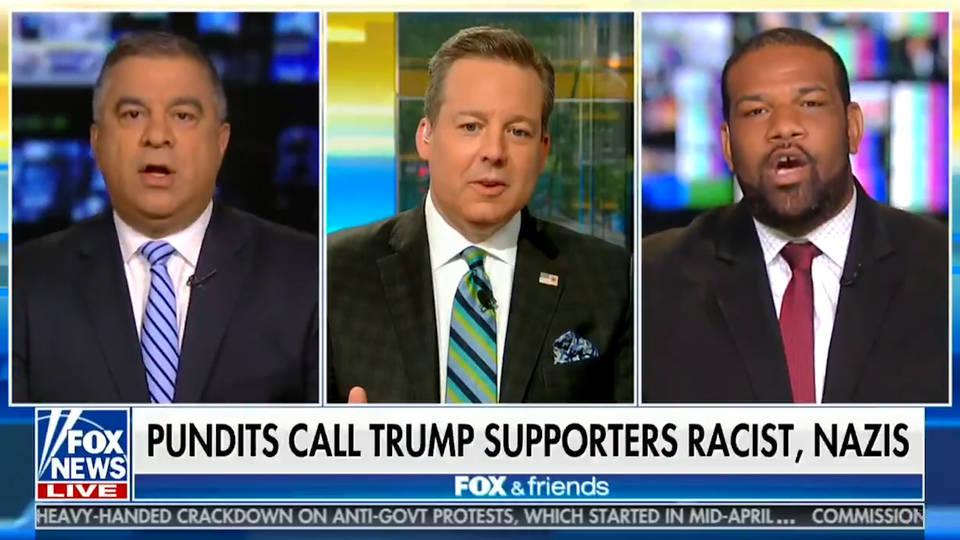 FOX
NEWS
LIVE
PUNDITS CALL TRUMP SUPPORTERS RACIST, NAZIS
FOX & friends
HEAVY-HANDED CRACKDOWN ON ANTI-GOVT PROTESTS, WHICH STARTED IN MID-APRIL... COMMISSION